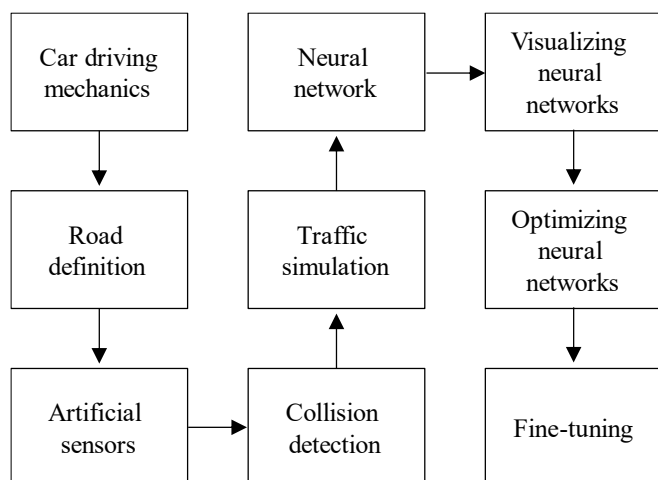 Car driving
mechanics
Road
definition
Artificial
sensors
Collision
detection
Traffic
simulation
Neural
network
Visualizing
neural
networks
Optimizing
neural
networks
Fine-tuning